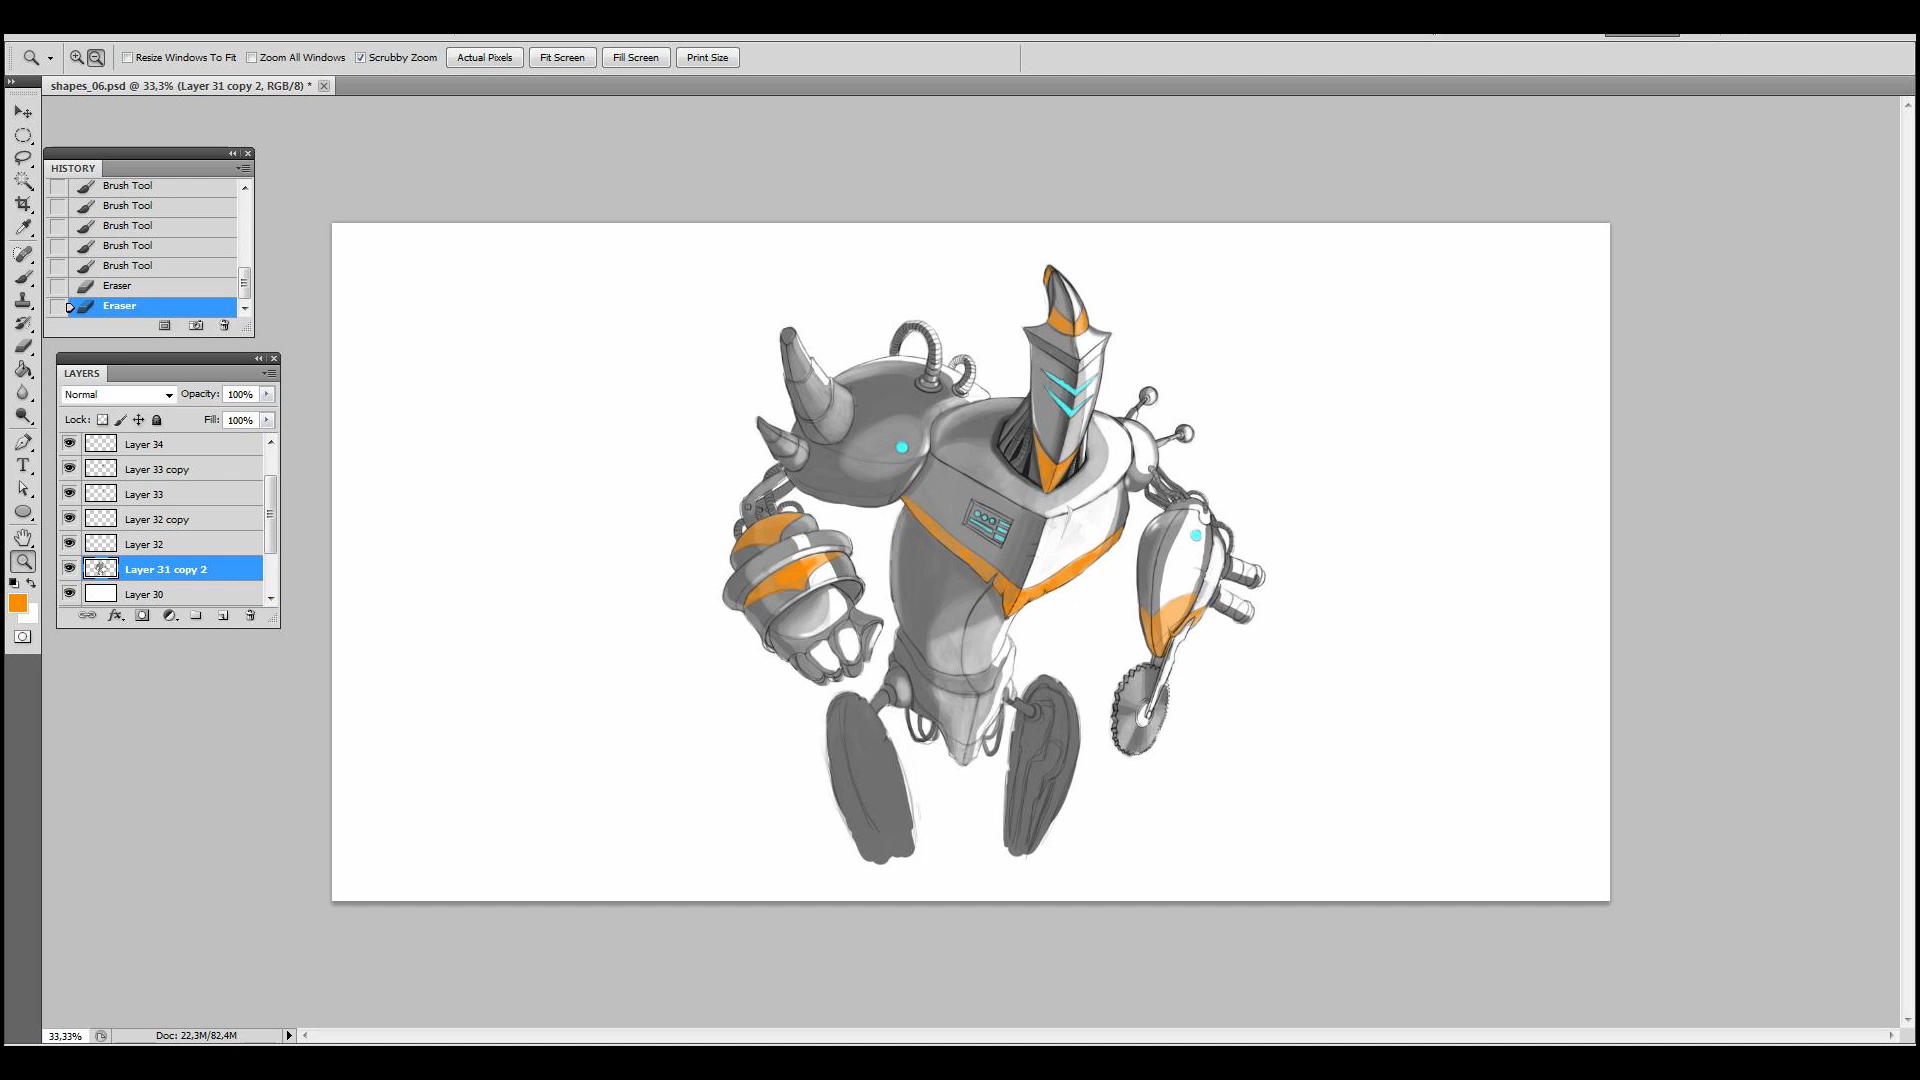 Resize Windows To Fit Zoom All Windows Scrubby Zoom Actual Pixels Fit Screen Fill Screen Print Size
shapes_06.psd @ 33,3% (Layer 31 copy 2, RGB/8) *
HISTORY
Brush Tool
Brush Tool
Brush Tool
Brush Tool
Brush Tool
Eraser
Eraser
LAYERS
Normal Opacity: 100%
Lock: Fill: 100%
Layer 34
Layer 33 copy
Layer 33
Layer 32 copy
Layer 32
Layer 31 copy 2
Layer 30
33,33% Doc: 22,3M/82,4M